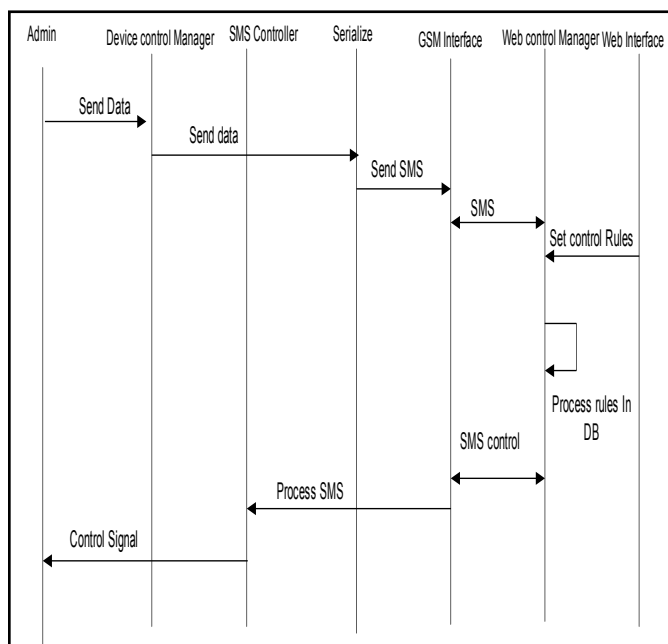 Admin
Device control Manager
SMS Controller
Serialize
GSM Interface
Web control Manager
Web Interface
Send Data
Send data
Send SMS
SMS
Set control Rules
Process rules In
DB
SMS control
Process SMS
Control Signal